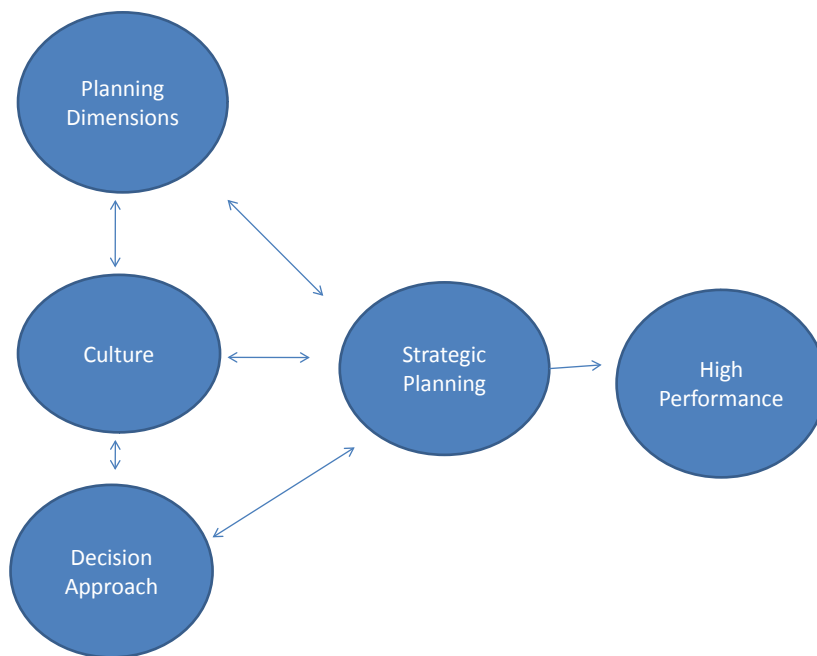 Planning
Dimensions
Culture
Strategic
Planning
High
Performance
Decision
Approach